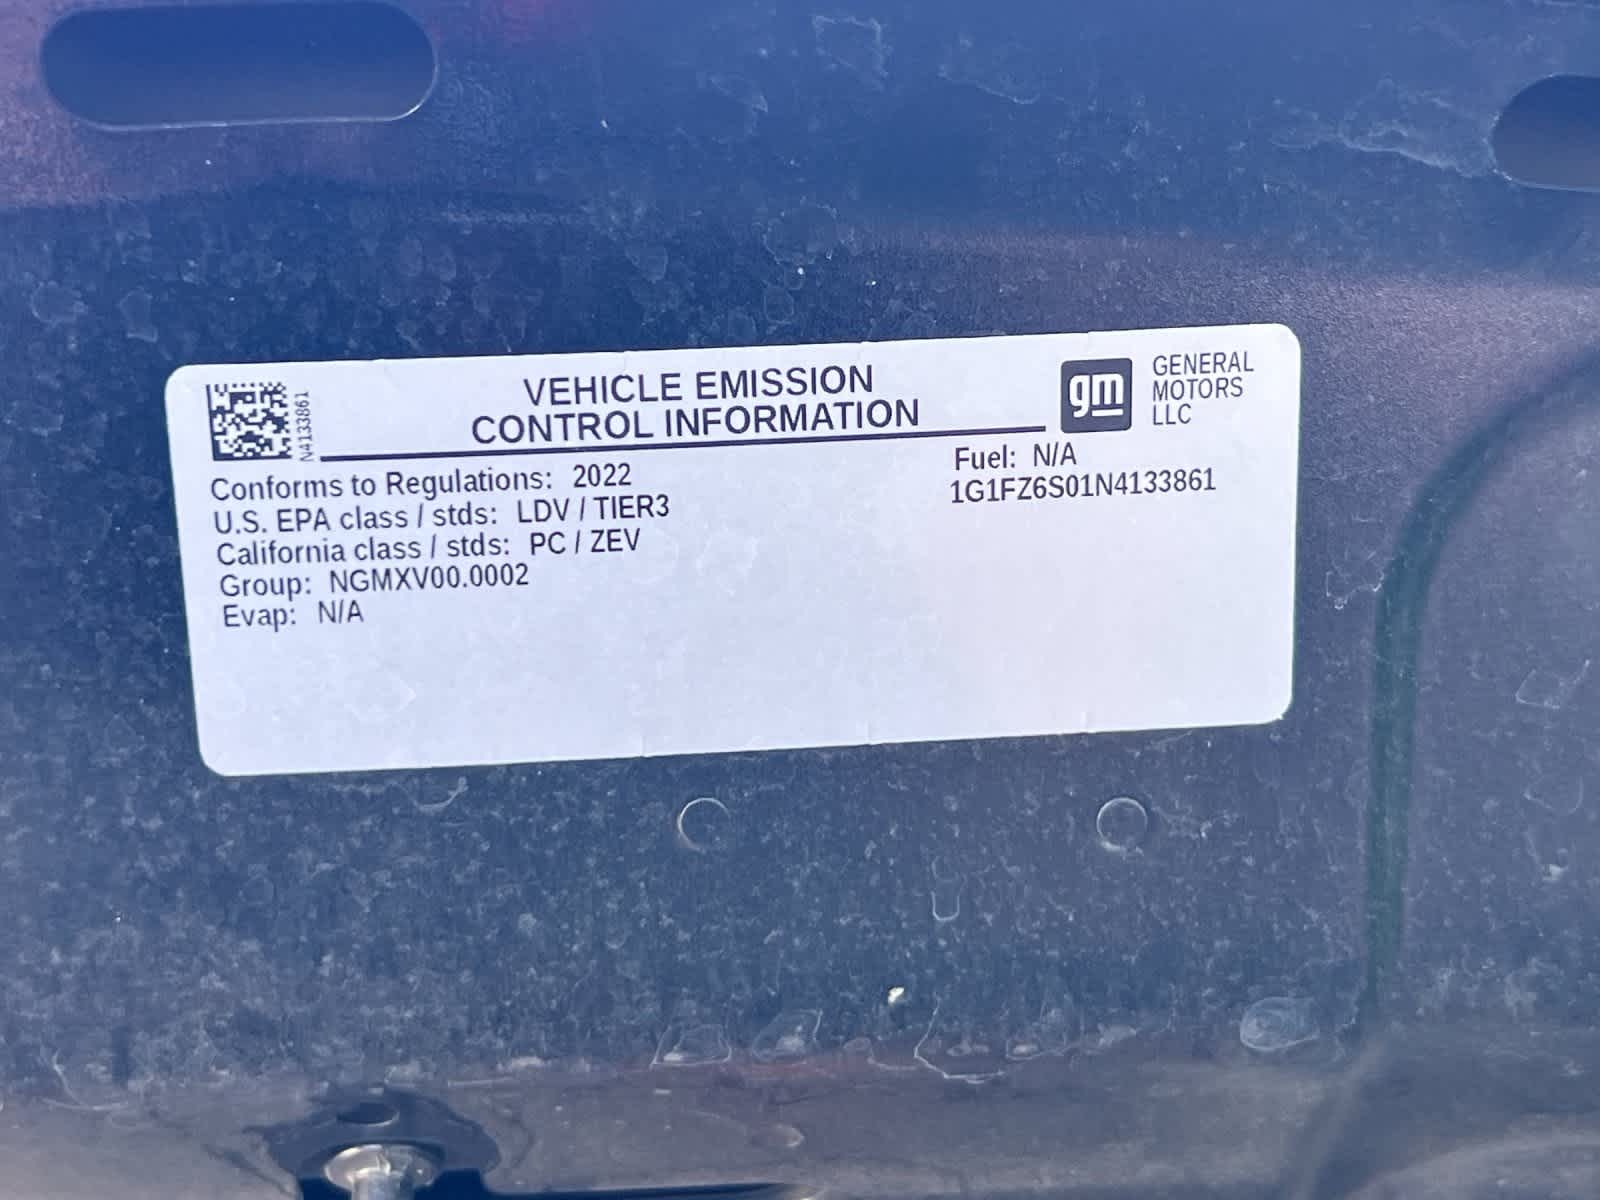 N4133861
VEHICLE EMISSION
CONTROL INFORMATION
gm
GENERAL
MOTORS
LLC
Conforms to Regulations: 2022
U.S. EPA class / stds: LDV / TIER3
California class / stds: PC / ZEV
Group: NGMXV00.0002
Evap: N/A
Fuel: N/A
1G1FZ6S01N4133861